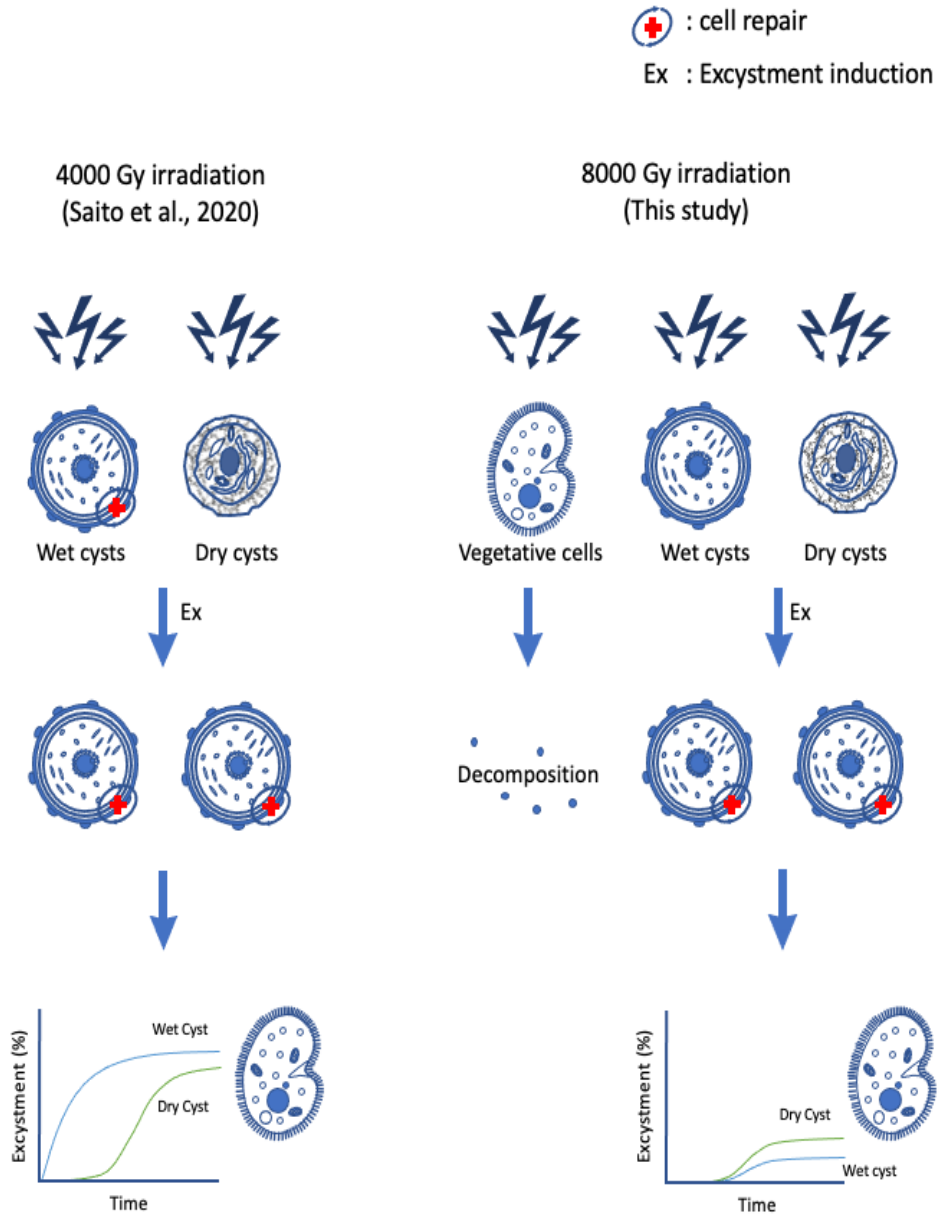 : cell repair
Ex : Excystment induction
4000 Gy irradiation
(Saito et al., 2020)
8000 Gy irradiation
(This study)
Wet cysts
Dry cysts
Vegetative cells
Wet cysts
Dry cysts
Ex
Ex
Decomposition
Excystment (%)
Wet Cyst
Dry Cyst
Time
Excystment (%)
Dry Cyst
Wet cyst
Time